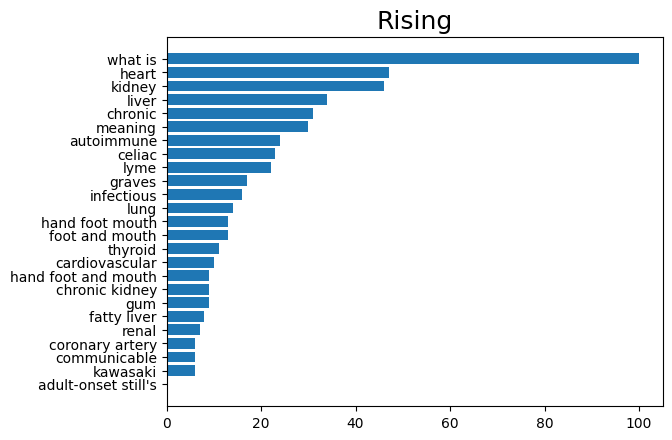 Rising
what is
heart
kidney
liver
chronic
meaning
autoimmune
celiac
lyme
graves
infectious
lung
hand foot mouth
foot and mouth
thyroid
cardiovascular
hand foot and mouth
chronic kidney
gum
fatty liver
renal
coronary artery
communicable
kawasaki
adult-onset still's
0 20 40 60 80 100